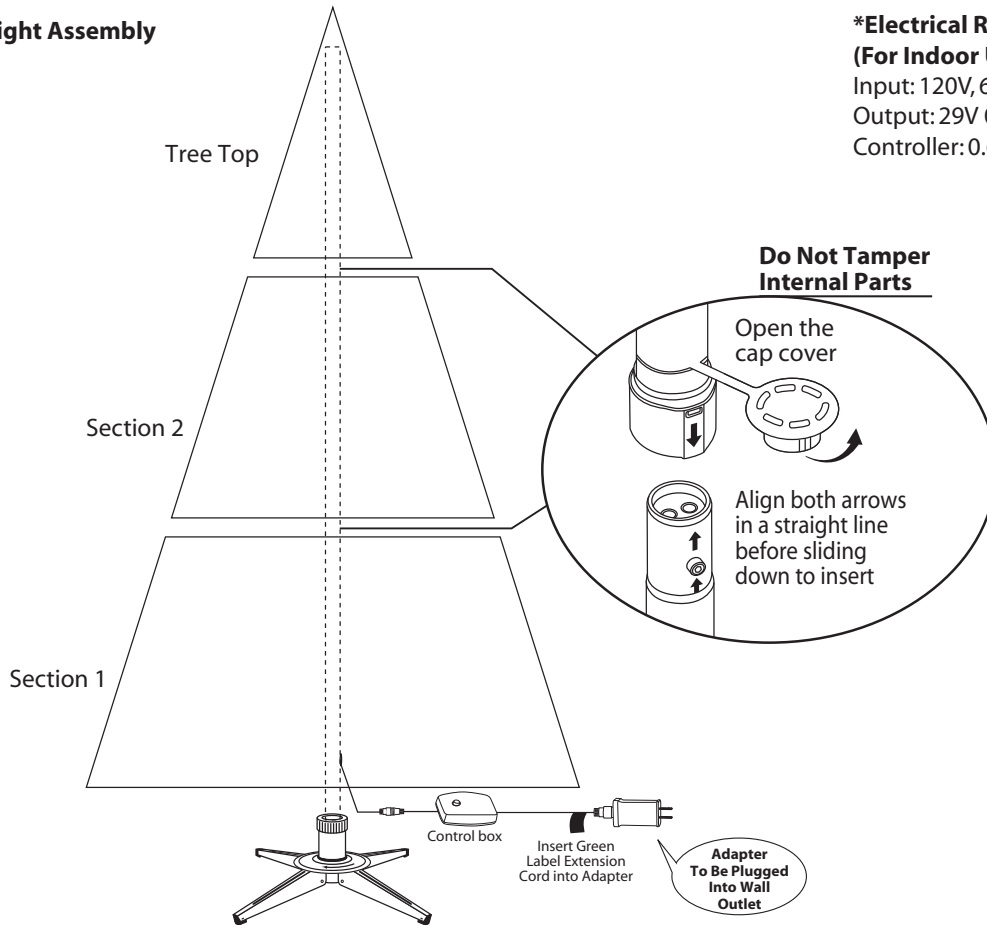 ight Assembly
*Electrical R
(For Indoor
Input: 120V, 6
Output: 29V
Controller: 0.
Tree Top
Do Not Tamper
Internal Parts
Open the
cap cover
Section 2
Align both arrows
in a straight line
before sliding
down to insert
Section 1
Control box
Insert Green
Label Extension
Cord into Adapter
Adapter
To Be Plugged
Into Wall
Outlet